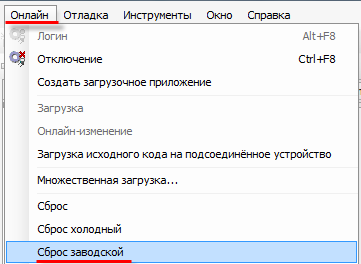 Онлайн Отладка Инструменты Окно Справка
Логин Alt+F8
Отключение Ctrl+F8
Создать загрузочное приложение
Загрузка
Онлайн-изменение
Загрузка исходного кода на подсоединённое устройство
Множественная загрузка...
Сброс
Сброс холодный
Сброс заводской